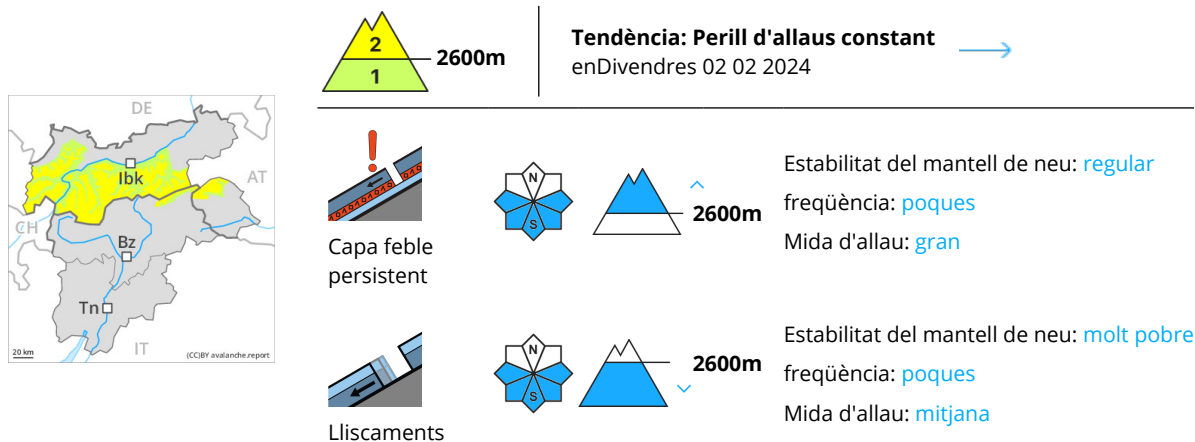 2
1
2600m
Tendència: Perill d'allaus constant
enDivendres 02 02 2024
DE
AT
CH
IT
Ibk
Bz
Tn
20 km
(CC)BY avalanche.report
Capa feble
persistent
N
S
2600m
Estabilitat del mantell de neu: regular
freqüència: poques
Mida d'allau: gran
Lliscaments
N
S
2600m
Estabilitat del mantell de neu: molt pobre
freqüència: poques
Mida d'allau: mitjana